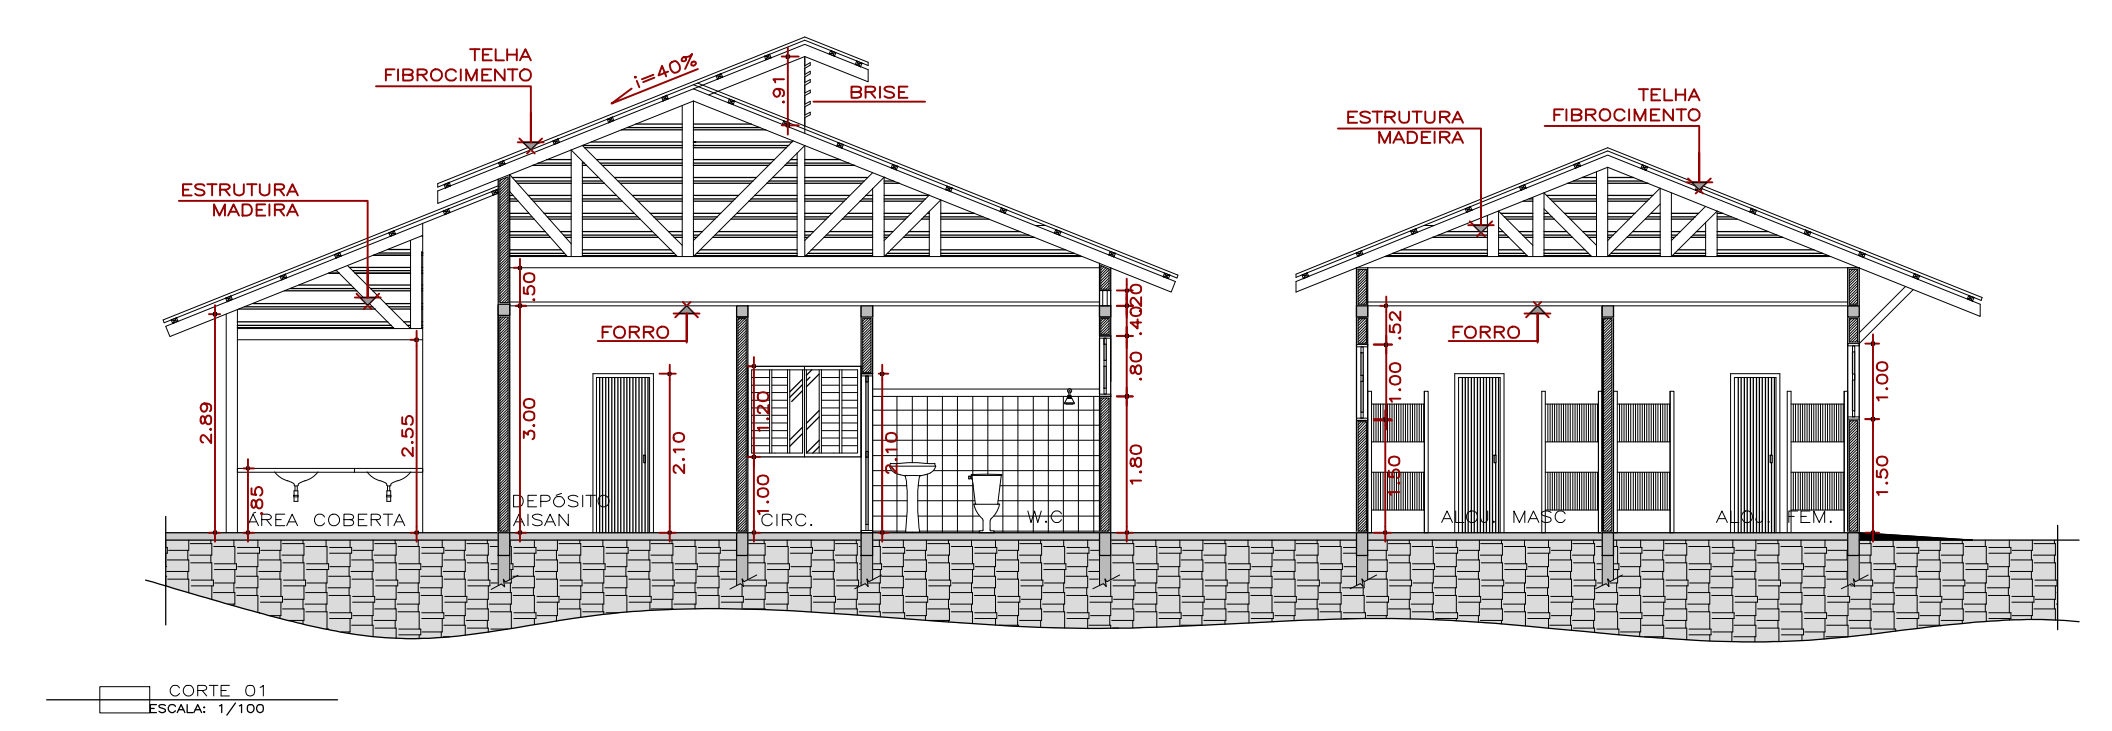 TELHA
FIBROCIMENTO
i=40%
.91
BRISE
ESTRUTURA
MADEIRA
TELHA
FIBROCIMENTO
ESTRUTURA
MADEIRA
.50
.20
.40
.80
1.80
FORRO
3.00
2.89
2.55
.85
2.10
1.20
1.00
2.10
ÁREA COBERTA
DEPÓSITO
AISAN
CIRC.
W.C
.52
1.00
1.50
FORRO
1.00
1.50
ALOJ. MASC
ALOJ. FEM.
CORTE 01
ESCALA: 1/100